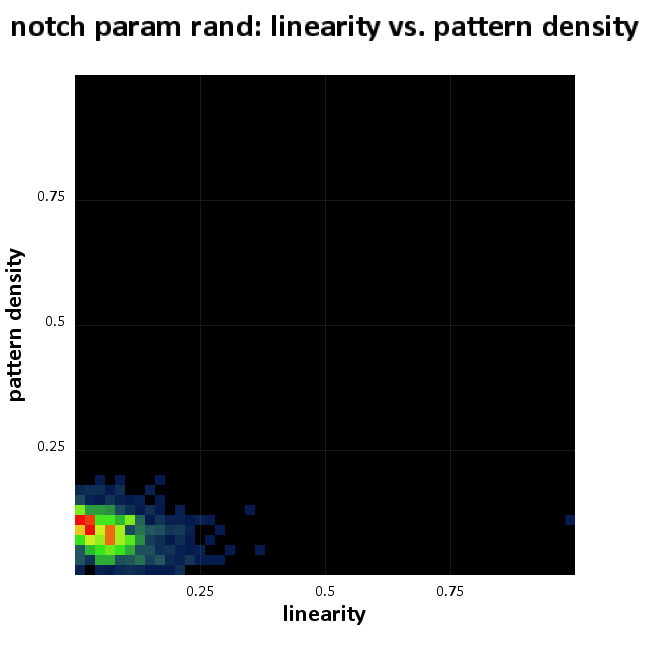 notch param rand: linearity vs. pattern density
0.75
0.5
0.25
pattern density
0.25 0.5 0.75
linearity